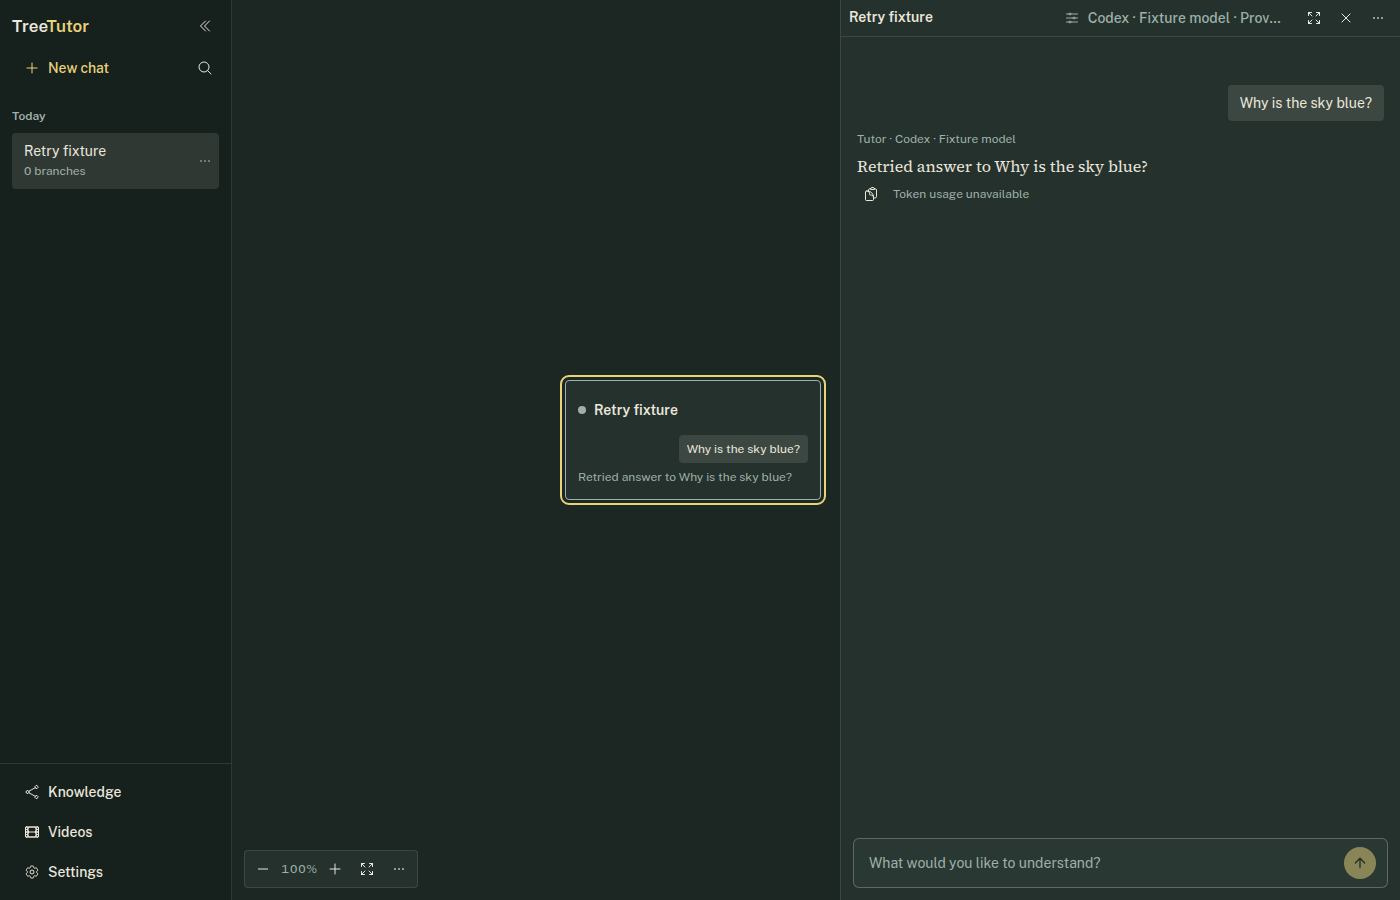 TreeTutor
New chat
Today
Retry fixture
0 branches
Knowledge
Videos
Settings
Retry fixture
Why is the sky blue?
Retried answer to Why is the sky blue?
100%
Retry fixture
Codex · Fixture model · Prov...
Why is the sky blue?
Tutor · Codex · Fixture model
Retried answer to Why is the sky blue?
Token usage unavailable
What would you like to understand?